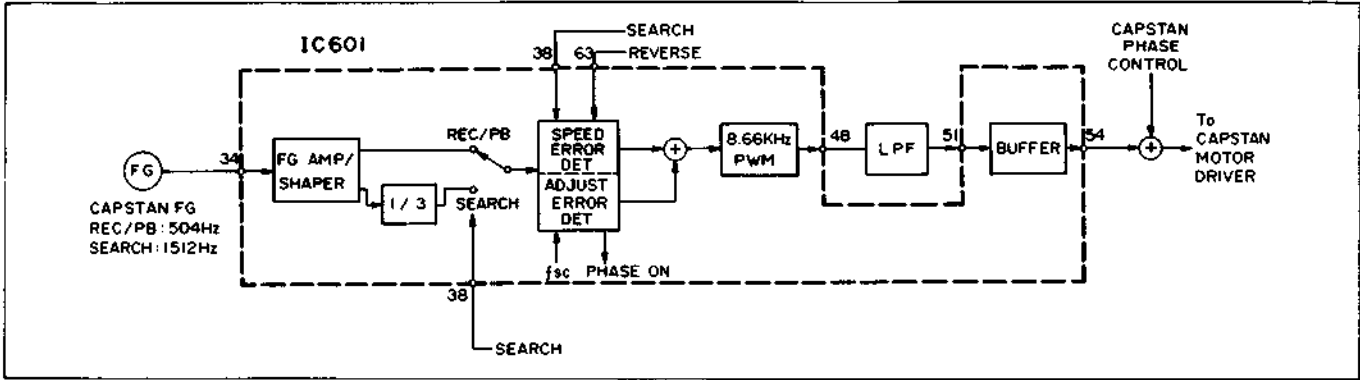 IC601
38
63
SEARCH
REVERSE
CAPSTAN
PHASE
CONTROL
FG
34
CAPSTAN FG
REC/PB:504Hz
SEARCH:1512Hz
FG AMP/
SHAPER
1/3
REC/PB
SEARCH
38
SEARCH
SPEED
ERROR
DET
ADJUST
ERROR
DET
fsc
PHASE ON
+
8.66KHz
PWM
48
LPF
51
BUFFER
54
+
To
CAPSTAN
MOTOR
DRIVER